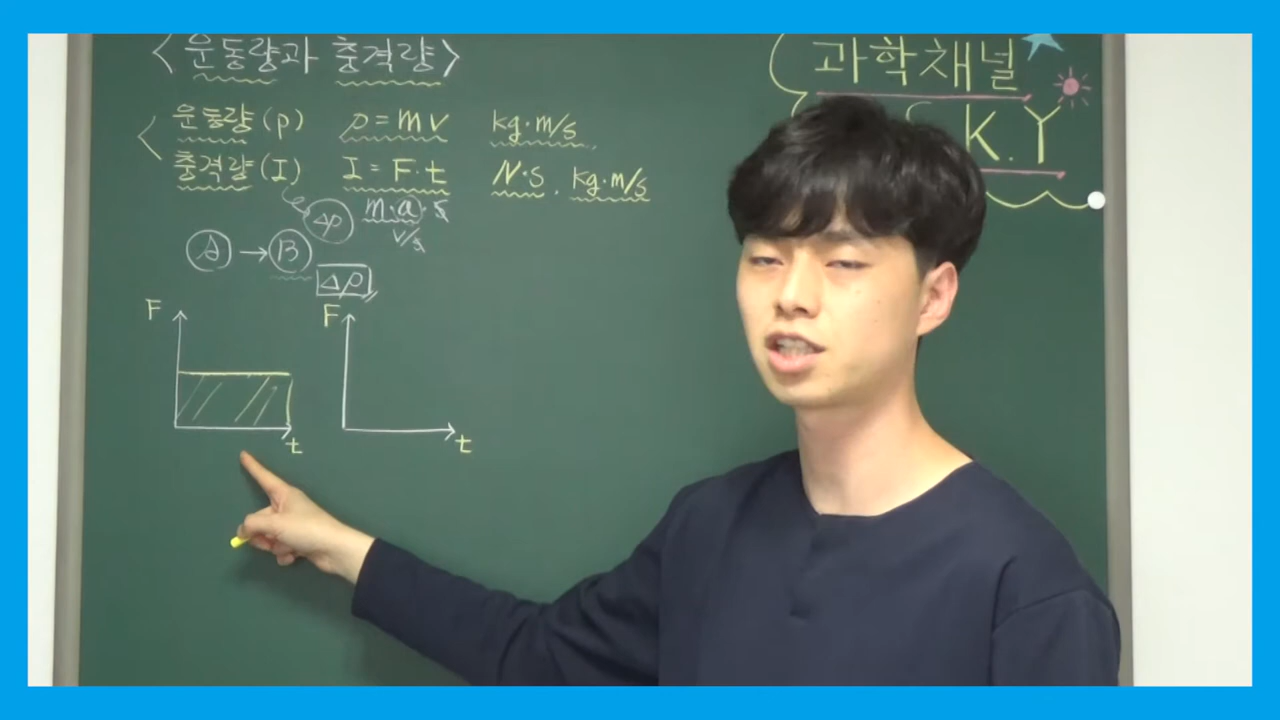 <운동량과 충격량>
운동량(p) p=mv kg·m/s
충격량(I) I=F·t N·s. kg·m/s
Δp m·a·s
v/s
A → B
Δp
F
t
F
t
과학채널
K.Y